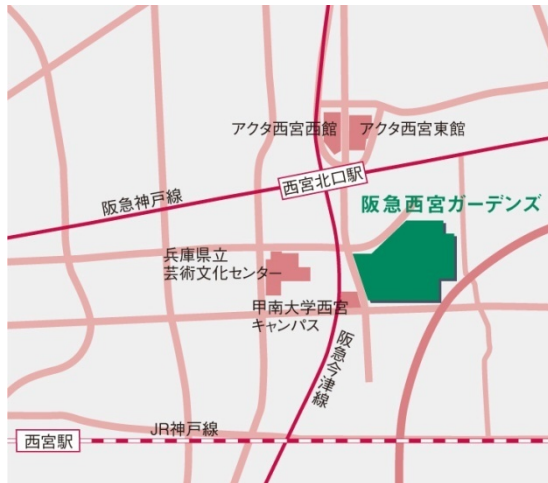 アクタ西宮西館
アクタ西宮東館
西宮北口駅
阪急神戸線
阪急西宮ガーデンズ
兵庫県立
芸術文化センター
甲南大学西宮
キャンパス
阪急今津線
JR神戸線
西宮駅